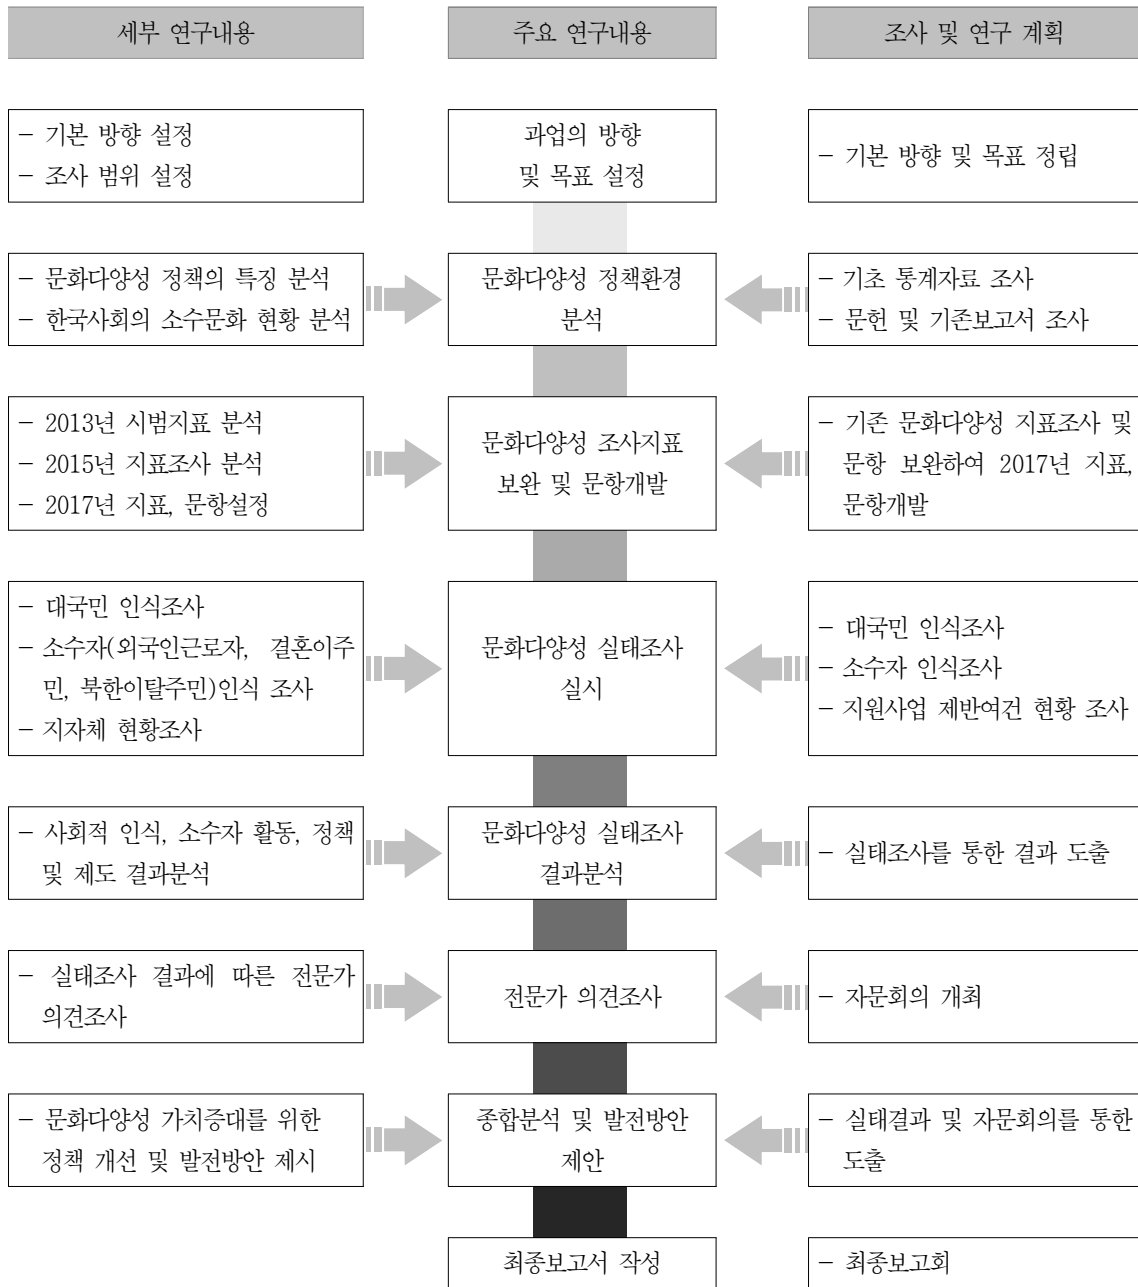 세부 연구내용
주요 연구내용
조사 및 연구 계획
- 기본 방향 설정
- 조사 범위 설정
과업의 방향
및 목표 설정
- 기본 방향 및 목표 정립
- 문화다양성 정책의 특징 분석
- 한국사회의 소수문화 현황 분석
문화다양성 정책환경
분석
- 기초 통계자료 조사
- 문헌 및 기존보고서 조사
- 2013년 시범지표 분석
- 2015년 지표조사 분석
- 2017년 지표, 문항설정
문화다양성 조사지표
보완 및 문항개발
- 기존 문화다양성 지표조사 및
문항 보완하여 2017년 지표,
문항개발
- 대국민 인식조사
- 소수자(외국인근로자, 결혼이주
민, 북한이탈주민)인식 조사
- 지자체 현황조사
문화다양성 실태조사
실시
- 대국민 인식조사
- 소수자 인식조사
- 지원사업 제반여건 현황 조사
- 사회적 인식, 소수자 활동, 정책
및 제도 결과분석
문화다양성 실태조사
결과분석
- 실태조사를 통한 결과 도출
- 실태조사 결과에 따른 전문가
의견조사
전문가 의견조사
- 자문회의 개최
- 문화다양성 가치증대를 위한
정책 개선 및 발전방안 제시
종합분석 및 발전방안
제안
- 실태결과 및 자문회의를 통한
도출
최종보고서 작성
- 최종보고회